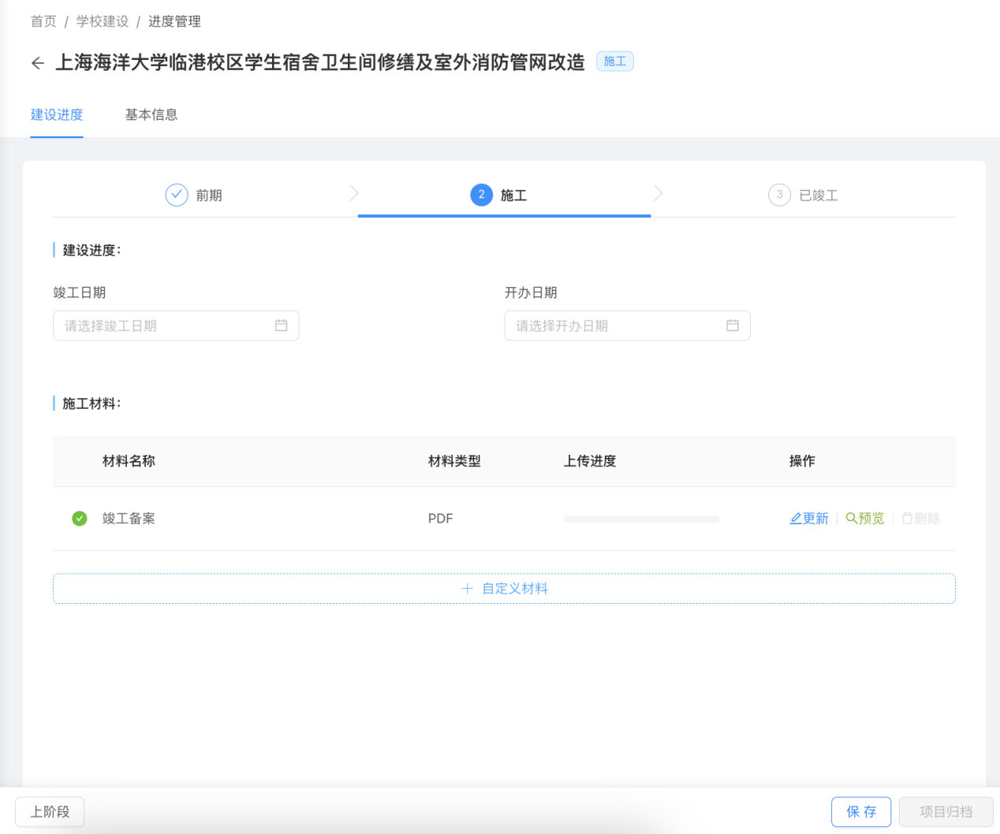 首页 / 学校建设 / 进度管理
上海海洋大学临港校区学生宿舍卫生间修缮及室外消防管网改造 施工
建设进度 基本信息
前期 2 施工 3 已竣工
建设进度：
竣工日期 开办日期
请选择竣工日期 请选择开办日期
施工材料：
材料名称 材料类型 上传进度 操作
竣工备案 PDF 更新 预览 删除
+ 自定义材料
上阶段 保 存 项目归档